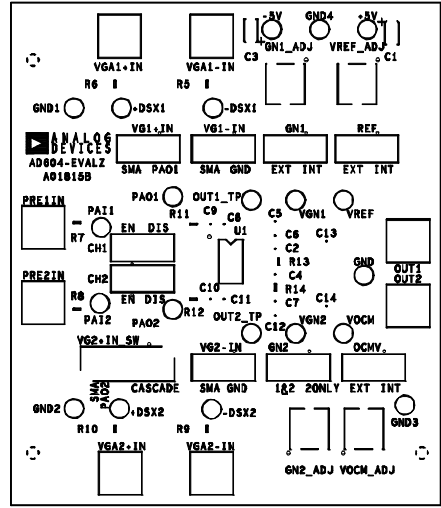 -5V GND4 +5V
VGA1+IN VGA1-IN C3 GN1_ADJ VREF_ADJ C1
R6 R5
GND1 +DSX1 -DSX1
ANALOG DEVICES
VG1+IN VG1-IN GN1 REF
AD604-EVALZ
SMA PAO1 SMA GND EXT INT EXT INT
A01815B
PAO1 OUT1_TP
PRE1IN PAI1 R11 C9 C8 C5 VGN1 VREF
R7 EN DIS U1 C6 C13
CH1 C2
R13 GND OUT1
PRE2IN CH2 C4 OUT2
R8 EN DIS C10 C11 R14
PAI2 PAO2 R12 C7 C14
OUT2_TP C12 VGN2 VOCM
VG2+IN_SW VG2-IN GN2 OCMV
SMA PAO2 CASCADE SMA GND 1&2 2ONLY EXT INT
GND2 +DSX2 -DSX2 GND3
R10 R9
VGA2+IN VGA2-IN GN2_ADJ VOCM_ADJ